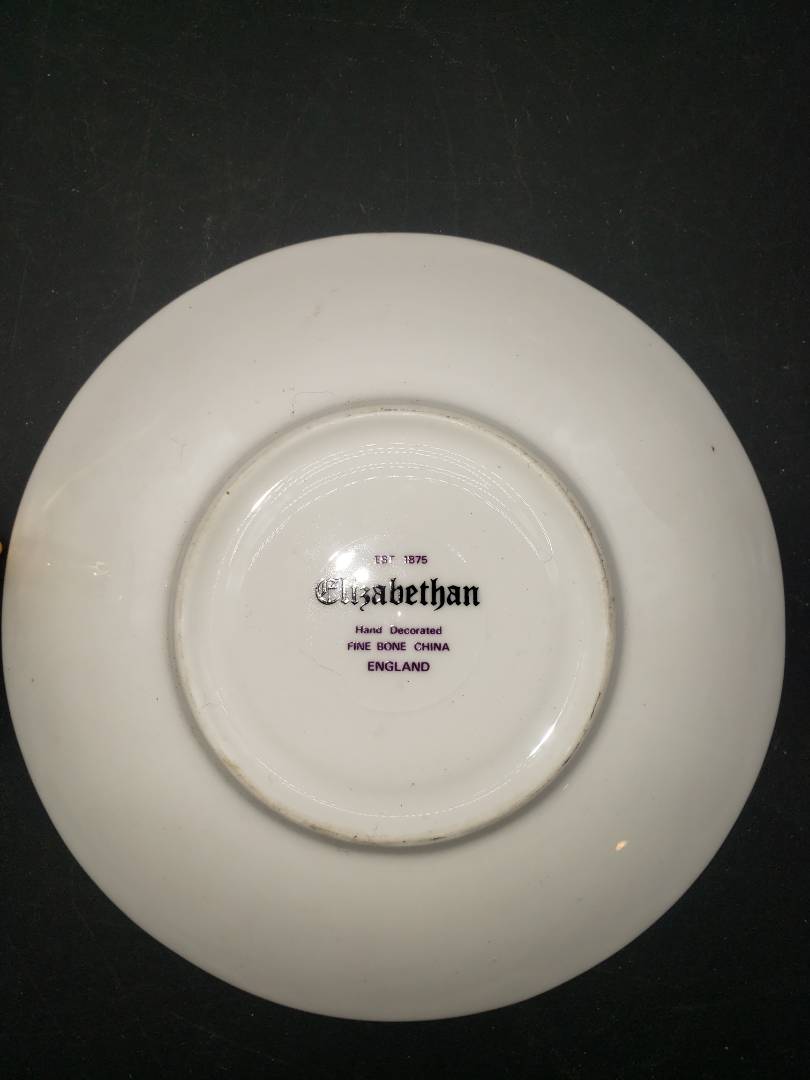 EST 1875
Elizabethan
Hand Decorated
FINE BONE CHINA
ENGLAND